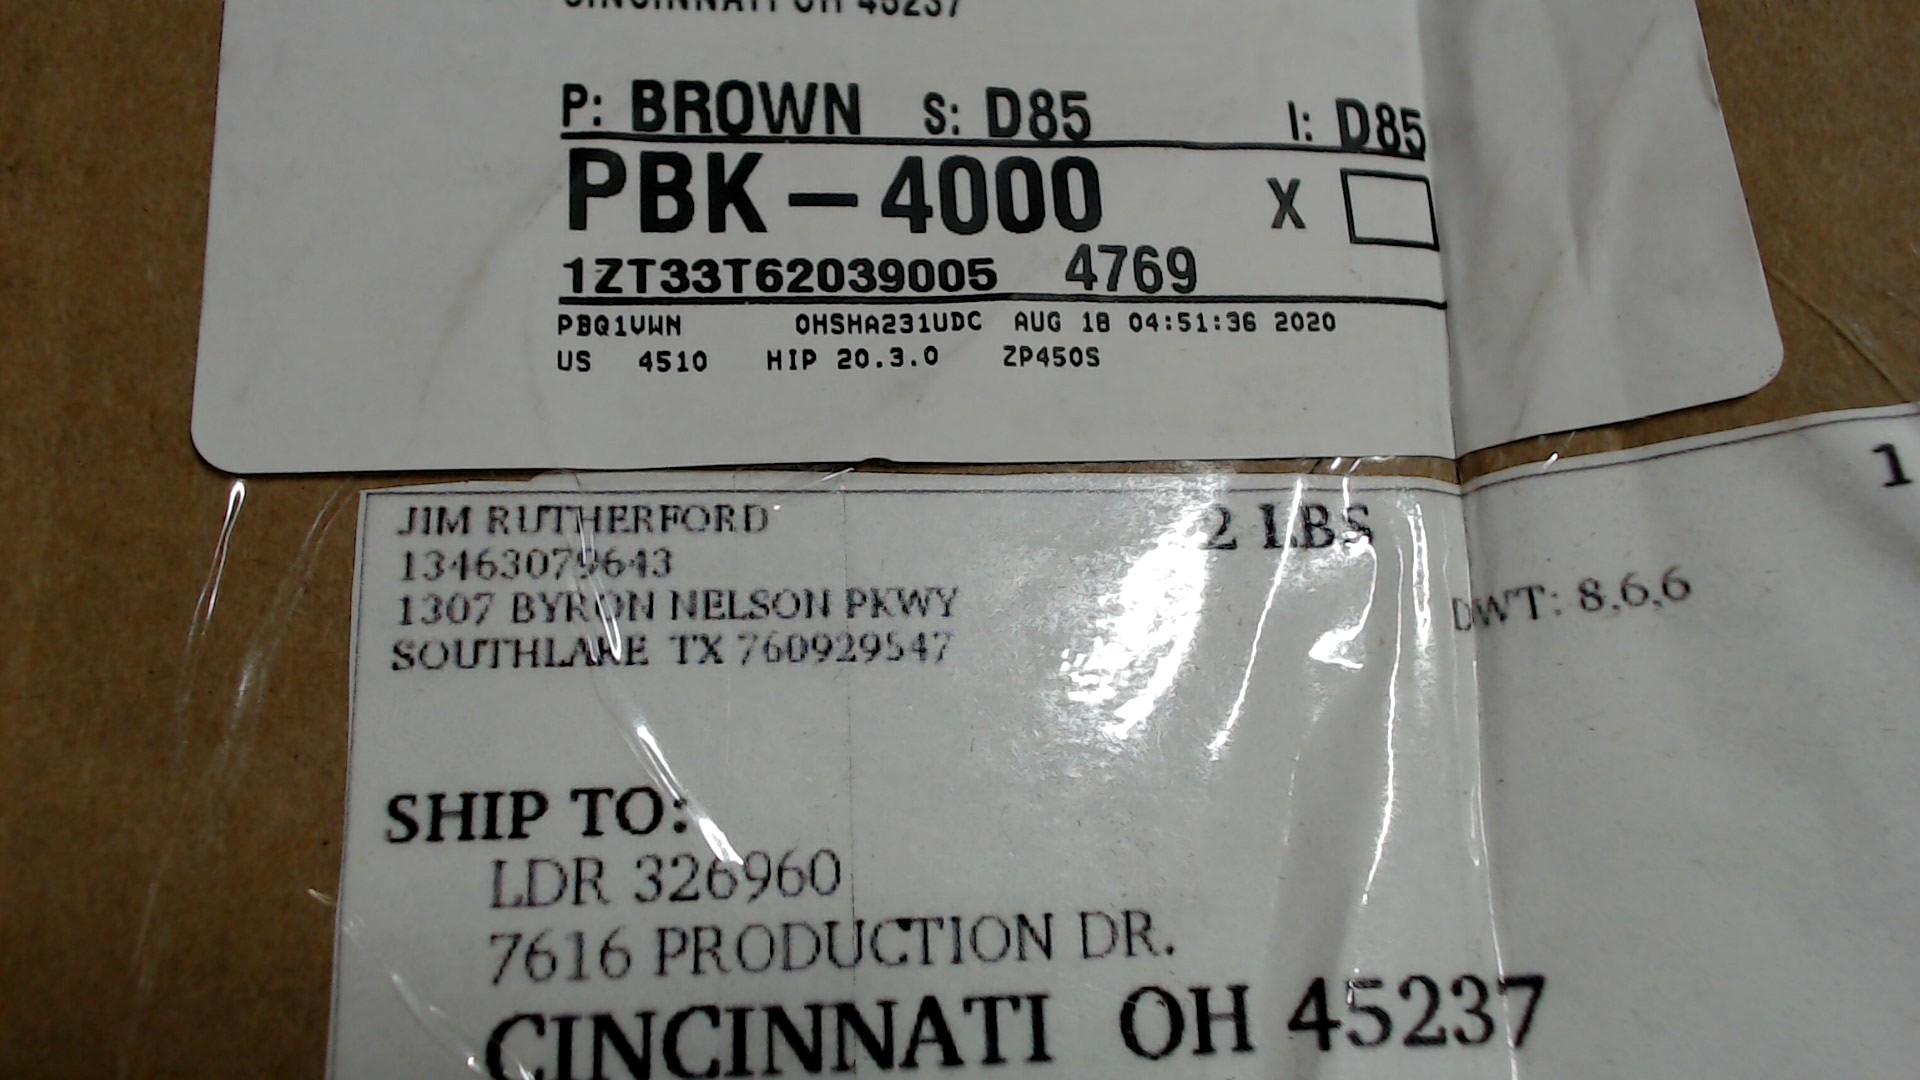 CINCINNATI OH 45237
P: BROWN S: D85 I: D85
PBK-4000 X
1ZT33T62039005 4769
PBQ1VWN OHSHA231UDC AUG 18 04:51:36 2020
US 4510 HIP 20.3.0 ZP450S
1
JIM RUTHERFORD 2 LBS
13463079643
1307 BYRON NELSON PKWY DWT: 8,6,6
SOUTHLAKE TX 760929547
SHIP TO:
LDR 326960
7616 PRODUCTION DR.
CINCINNATI OH 45237